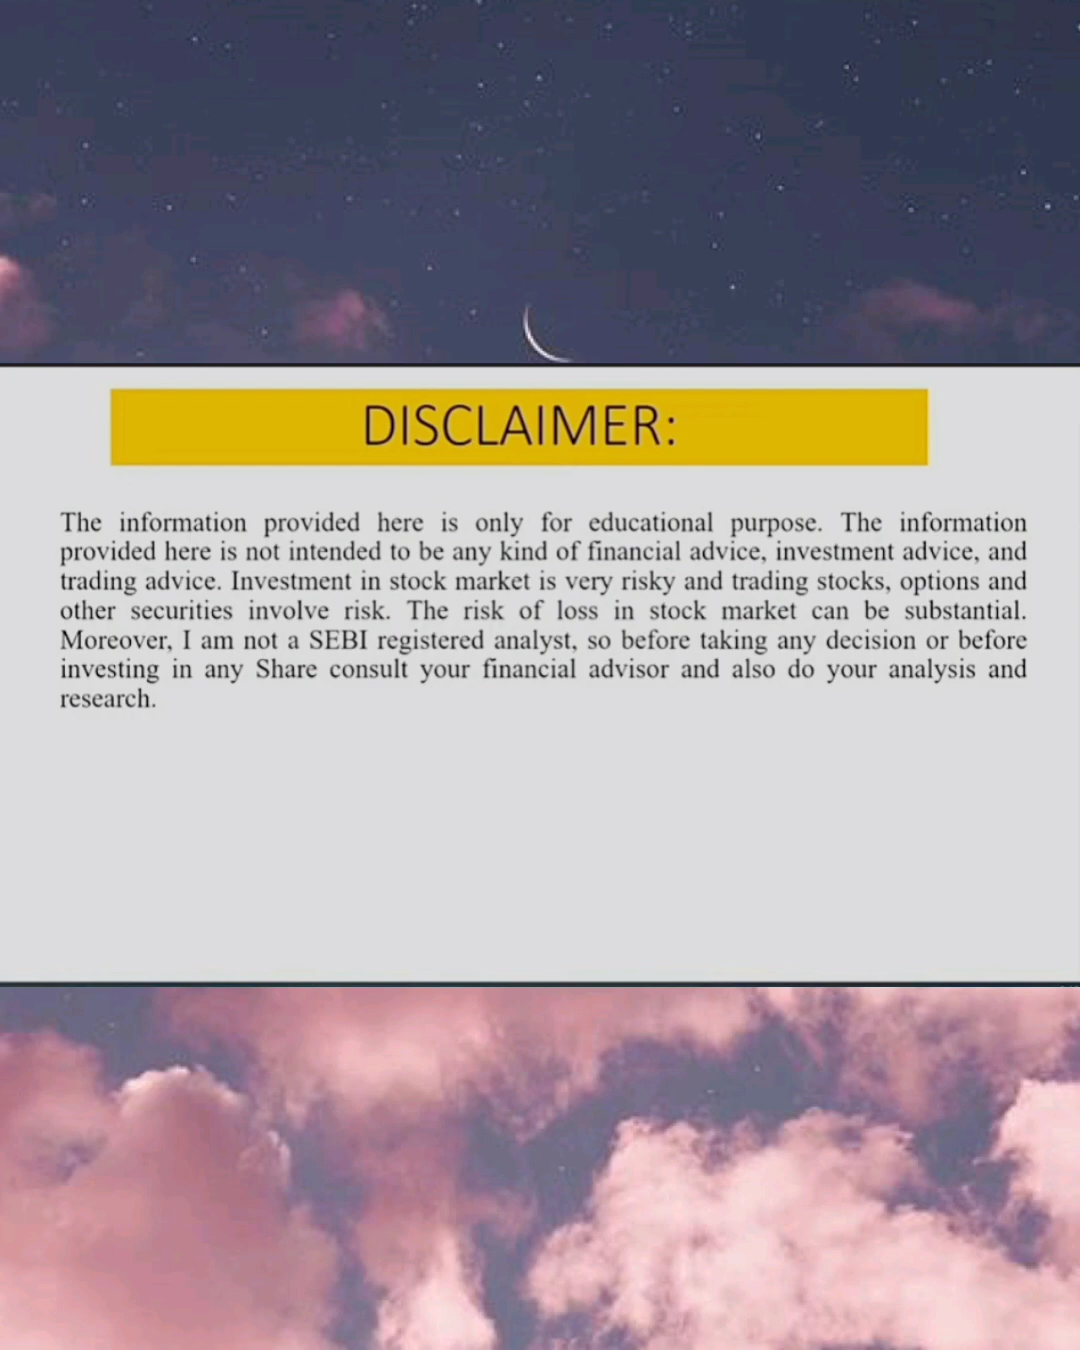 DISCLAIMER:
The information provided here is only for educational purpose. The information
provided here is not intended to be any kind of financial advice, investment advice, and
trading advice. Investment in stock market is very risky and trading stocks, options and
other securities involve risk. The risk of loss in stock market can be substantial.
Moreover, I am not a SEBI registered analyst, so before taking any decision or before
investing in any Share consult your financial advisor and also do your analysis and
research.